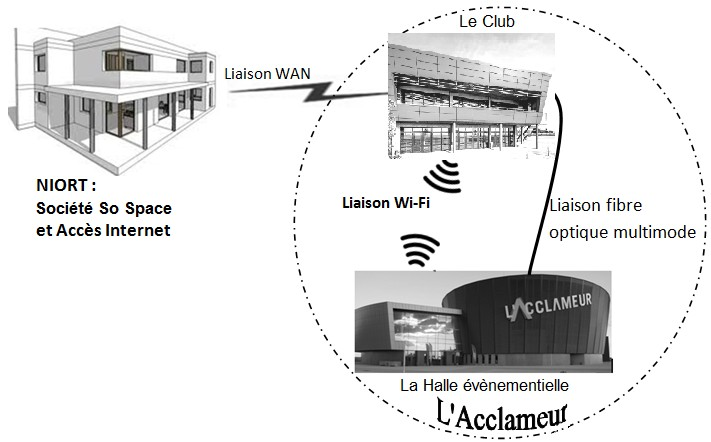 Le Club
Liaison WAN
NIORT :
Société So Space
et Accès Internet
Liaison Wi-Fi
Liaison fibre
optique multimode
L'ACCLAMEUR
La Halle évènementielle
L'Acclameur